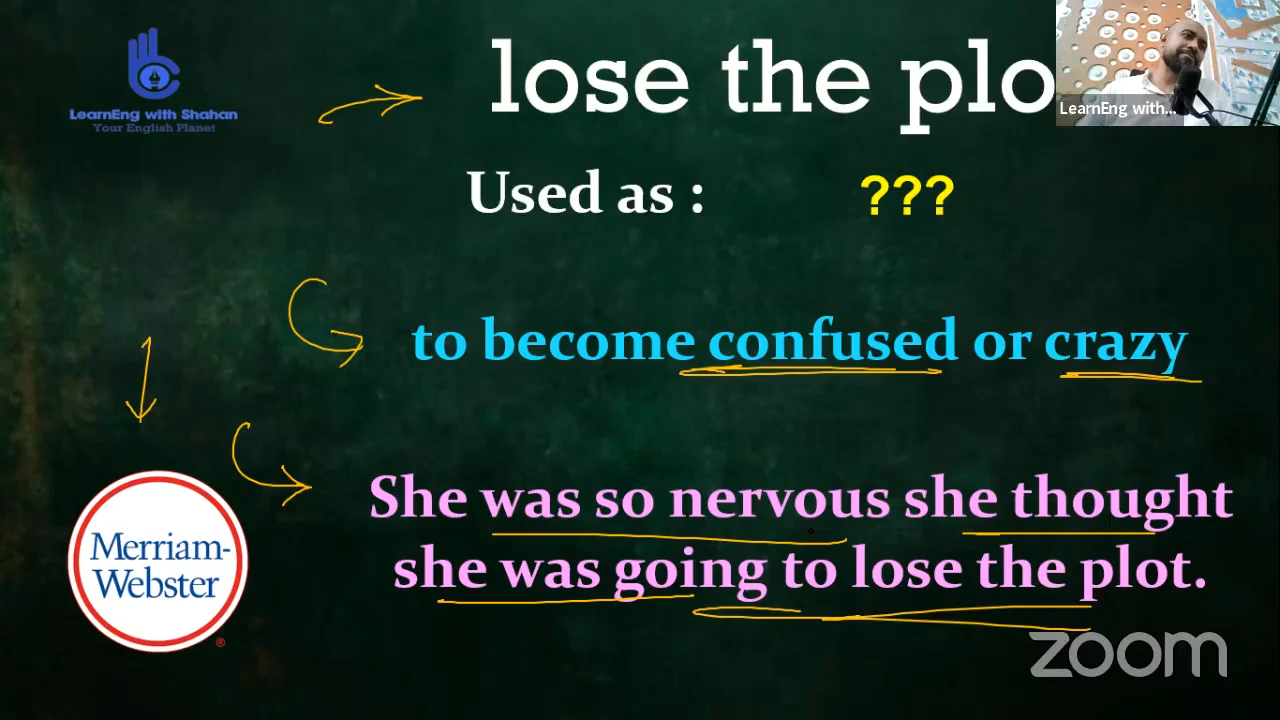 lose the plo
LearnEng with Shahan
Your English Planet
LearnEng with...
Used as : ???
to become confused or crazy
She was so nervous she thought
she was going to lose the plot.
Merriam-
Webster
®
zoom